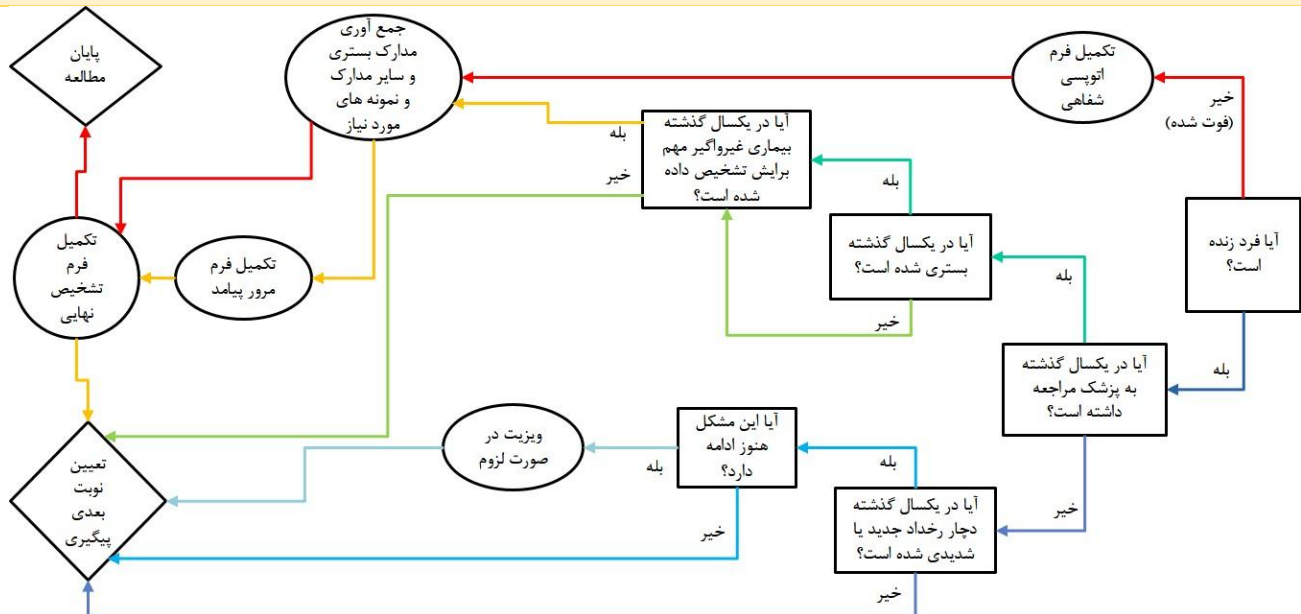 آیا فرد زنده
است؟
خیر
(فوت شده)
تکمیل فرم
اتوپسی
شفاهی
جمع آوری
مدارک بستری
و سایر مدارک
و نمونه های
مورد نیاز
پایان
مطالعه
بله
آیا در یکسال گذشته
به پزشک مراجعه
داشته است؟
بله
آیا در یکسال گذشته
بستری شده است؟
بله
خیر
آیا در یکسال گذشته
بیماری غیرواگیر مهم
برایش تشخیص داده
شده است؟
بله
خیر
تکمیل فرم
مرور پیامد
تکمیل
فرم
تشخیص
نهایی
خیر
آیا در یکسال گذشته
دچار رخداد جدید یا
شدیدی شده است؟
بله
خیر
آیا این مشکل
هنوز ادامه
دارد؟
بله
خیر
ویزیت در
صورت لزوم
تعیین
نوبت
بعدی
پیگیری